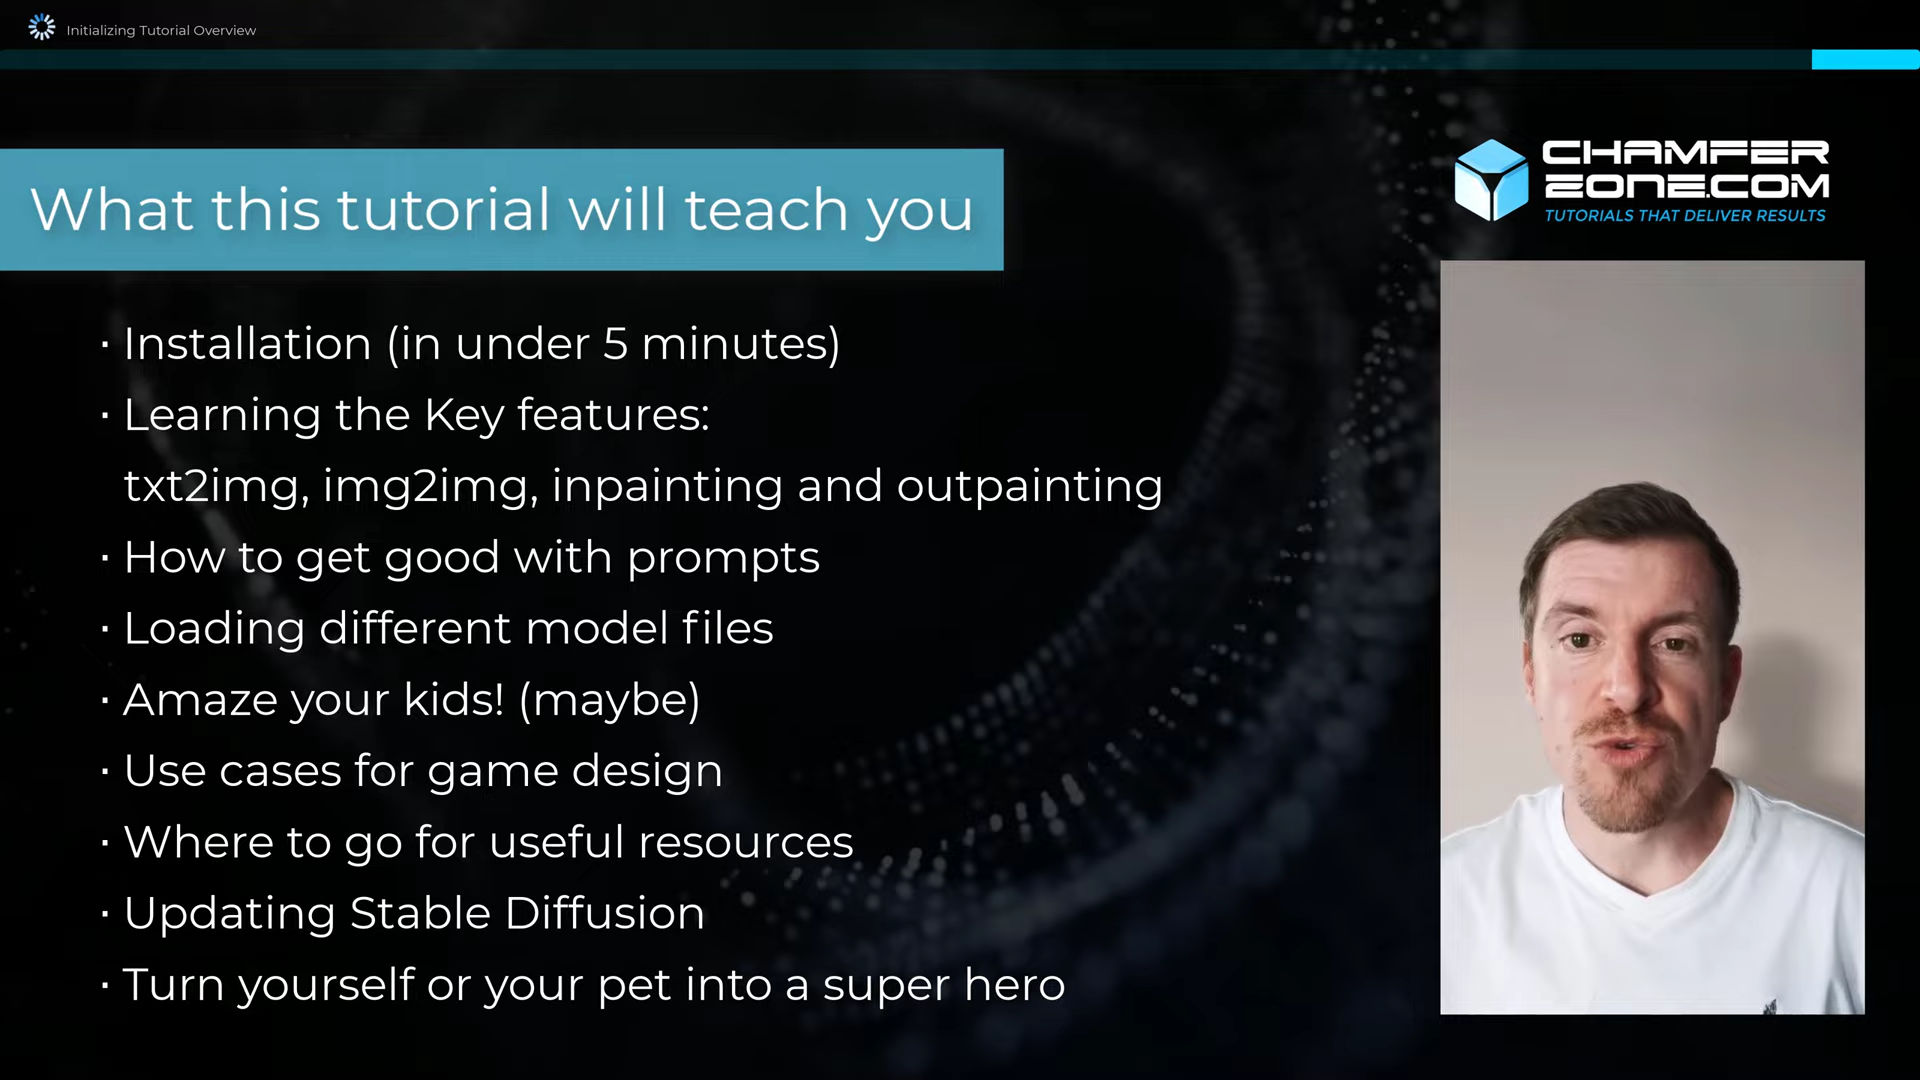 Initializing Tutorial Overview
CHAMFER
ZONE.COM
TUTORIALS THAT DELIVER RESULTS
What this tutorial will teach you
· Installation (in under 5 minutes)
· Learning the Key features:
txt2img, img2img, inpainting and outpainting
· How to get good with prompts
· Loading different model files
· Amaze your kids! (maybe)
· Use cases for game design
· Where to go for useful resources
· Updating Stable Diffusion
· Turn yourself or your pet into a super hero